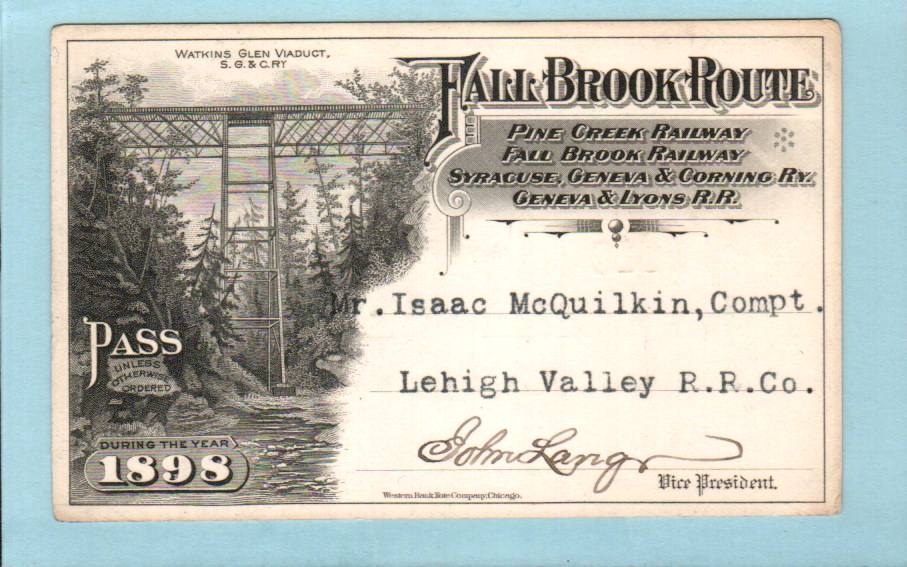 WATKINS GLEN VIADUCT,
S. G. & C. RY
FALL BROOK ROUTE
PINE CREEK RAILWAY
FALL BROOK RAILWAY
SYRACUSE, GENEVA & CORNING RY.
GENEVA & LYONS R.R.
Mr. Isaac McQuilkin, Compt.
Lehigh Valley R.R.Co.
PASS
UNLESS
OTHERWISE
ORDERED
DURING THE YEAR
1898
John Lang
Vice President.
Western Bank Note Company, Chicago.